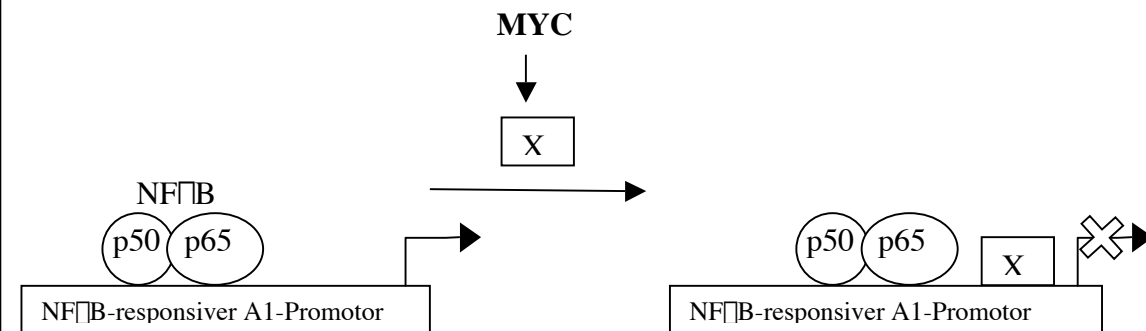 MYC
X
NF□B
p50 p65
p50 p65
X
NF□B-responsiver A1-Promotor
NF□B-responsiver A1-Promotor